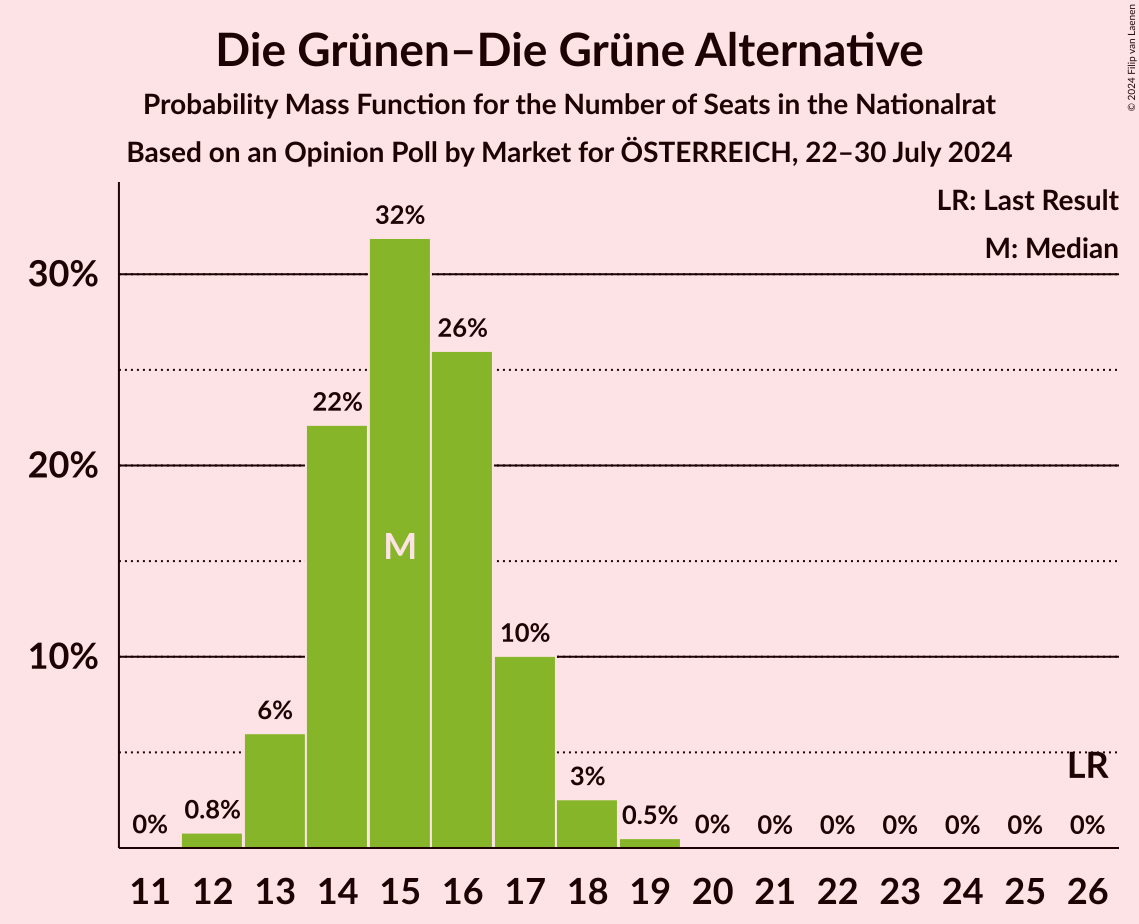 Die Grünen–Die Grüne Alternative
Probability Mass Function for the Number of Seats in the Nationalrat
Based on an Opinion Poll by Market for ÖSTERREICH, 22–30 July 2024
© 2024 Filip van Laenen
LR: Last Result
M: Median
30%
20%
10%
0%
0.8%
6%
22%
32%
26%
10%
3%
0.5%
0%
0%
0%
0%
0%
0%
0%
M
LR
11 12 13 14 15 16 17 18 19 20 21 22 23 24 25 26